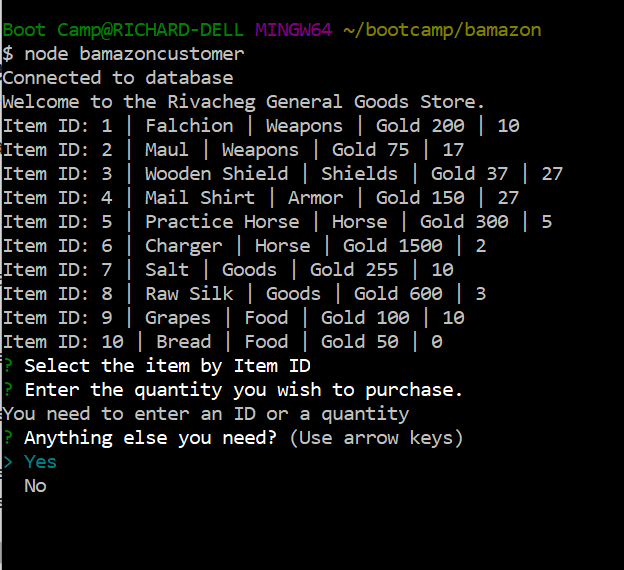 Boot Camp@RICHARD-DELL MINGW64 ~/bootcamp/bamazon
$ node bamazoncustomer
Connected to database
Welcome to the Rivacheg General Goods Store.
Item ID: 1 | Falchion | Weapons | Gold 200 | 10
Item ID: 2 | Maul | Weapons | Gold 75 | 17
Item ID: 3 | Wooden Shield | Shields | Gold 37 | 27
Item ID: 4 | Mail Shirt | Armor | Gold 150 | 27
Item ID: 5 | Practice Horse | Horse | Gold 300 | 5
Item ID: 6 | Charger | Horse | Gold 1500 | 2
Item ID: 7 | Salt | Goods | Gold 255 | 10
Item ID: 8 | Raw Silk | Goods | Gold 600 | 3
Item ID: 9 | Grapes | Food | Gold 100 | 10
Item ID: 10 | Bread | Food | Gold 50 | 0
? Select the item by Item ID
? Enter the quantity you wish to purchase.
You need to enter an ID or a quantity
? Anything else you need? (Use arrow keys)
> Yes
No